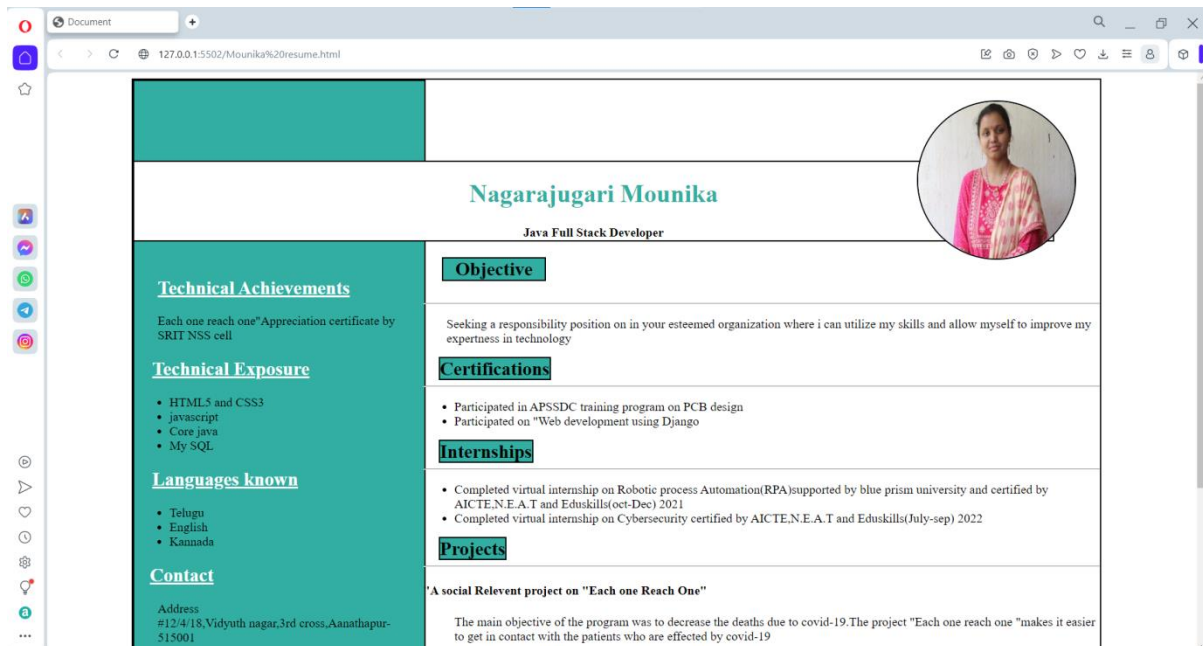 Document
127.0.0.1:5502/Mounika%20resume.html
Nagarajugari Mounika
Java Full Stack Developer
Technical Achievements
Each one reach one"Appreciation certificate by
SRIT NSS cell
Technical Exposure
HTML5 and CSS3
javascript
Core java
My SQL
Languages known
Telugu
English
Kannada
Contact
Address
#12/4/18,Vidyuth nagar,3rd cross,Aanathapur-
515001
Objective
Seeking a responsibility position on in your esteemed organization where i can utilize my skills and allow myself to improve my
expertness in technology
Certifications
Participated in APSSDC training program on PCB design
Participated on "Web development using Django
Internships
Completed virtual internship on Robotic process Automation(RPA)supported by blue prism university and certified by
AICTE,N.E.A.T and Eduskills(oct-Dec) 2021
Completed virtual internship on Cybersecurity certified by AICTE,N.E.A.T and Eduskills(July-sep) 2022
Projects
'A social Relevent project on "Each one Reach One"
The main objective of the program was to decrease the deaths due to covid-19.The project "Each one reach one "makes it easier
to get in contact with the patients who are effected by covid-19